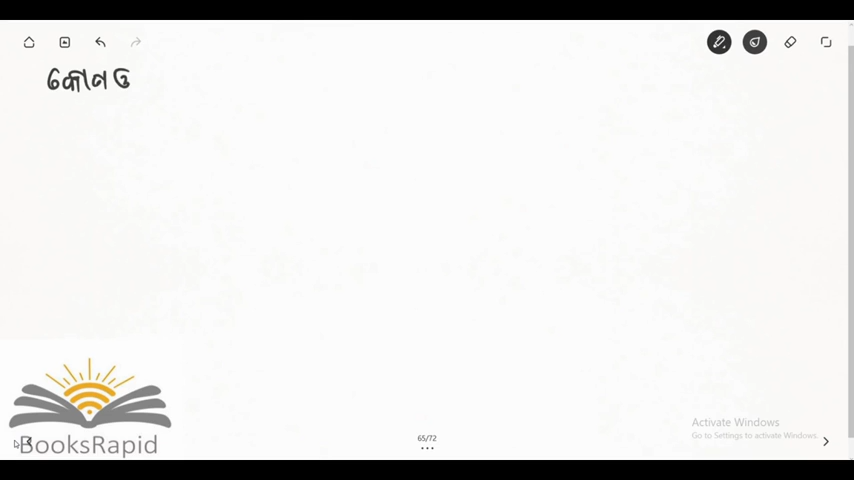 କୋଣ ଓ
65/72
Activate Windows
Go to Settings to activate Windows.
BooksRapid